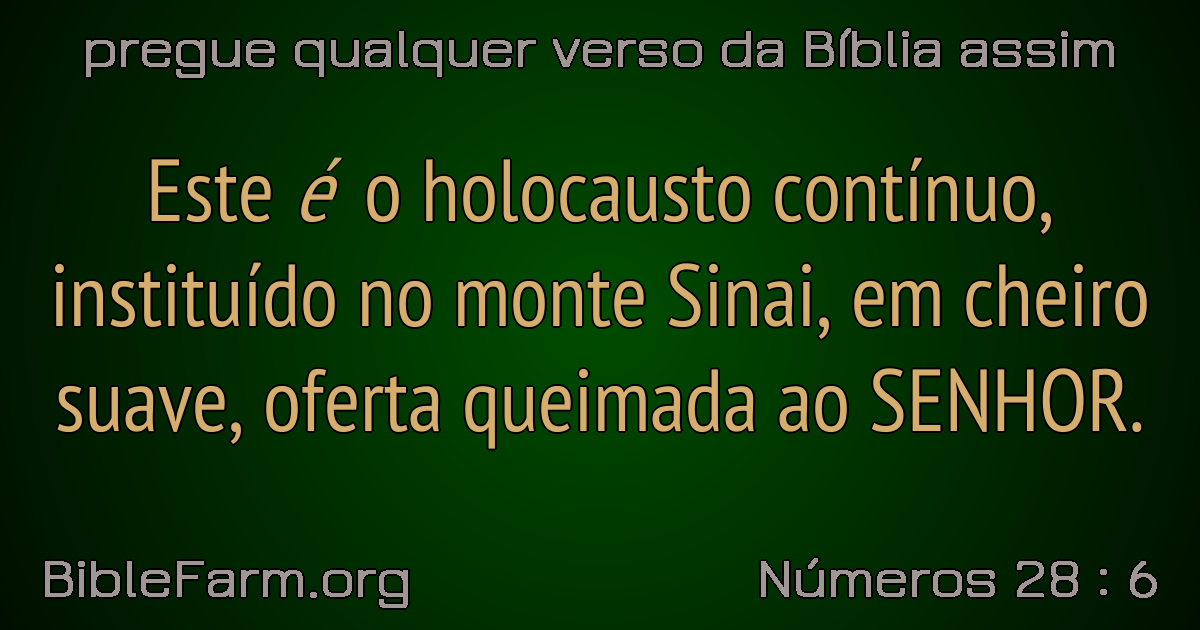 pregue qualquer verso da Bíblia assim
Este é o holocausto contínuo,
instituído no monte Sinai, em cheiro
suave, oferta queimada ao SENHOR.
BibleFarm.org
Números 28 : 6